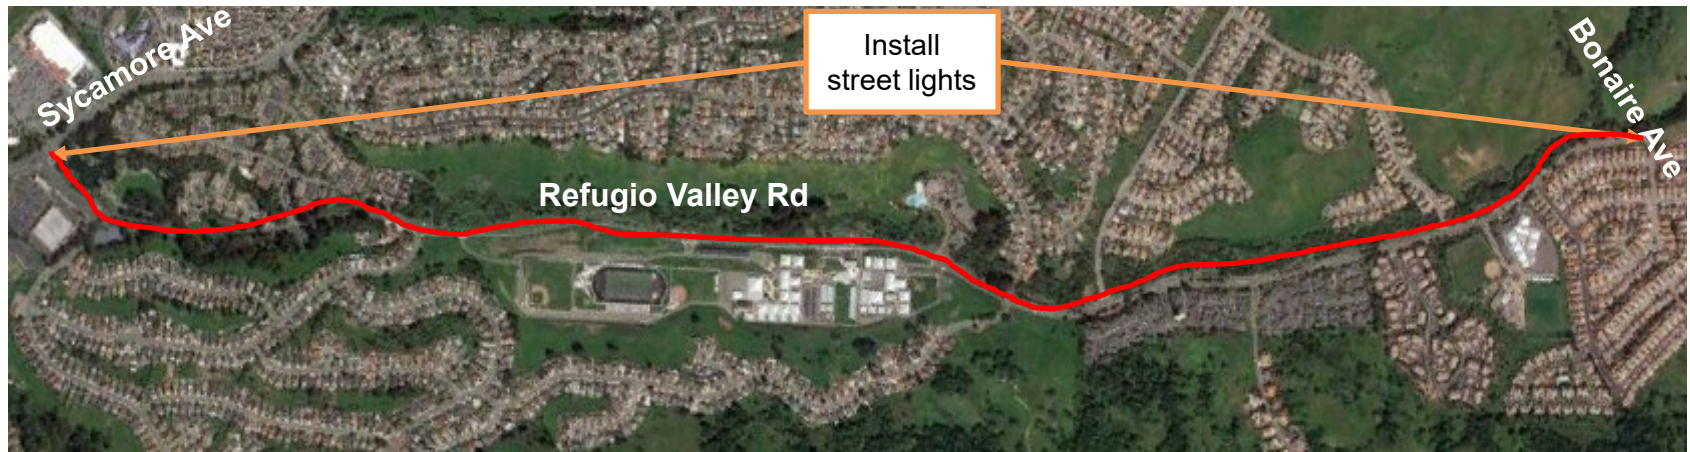 Sycamore Ave
Install
street lights
Bonaire Ave
Refugio Valley Rd